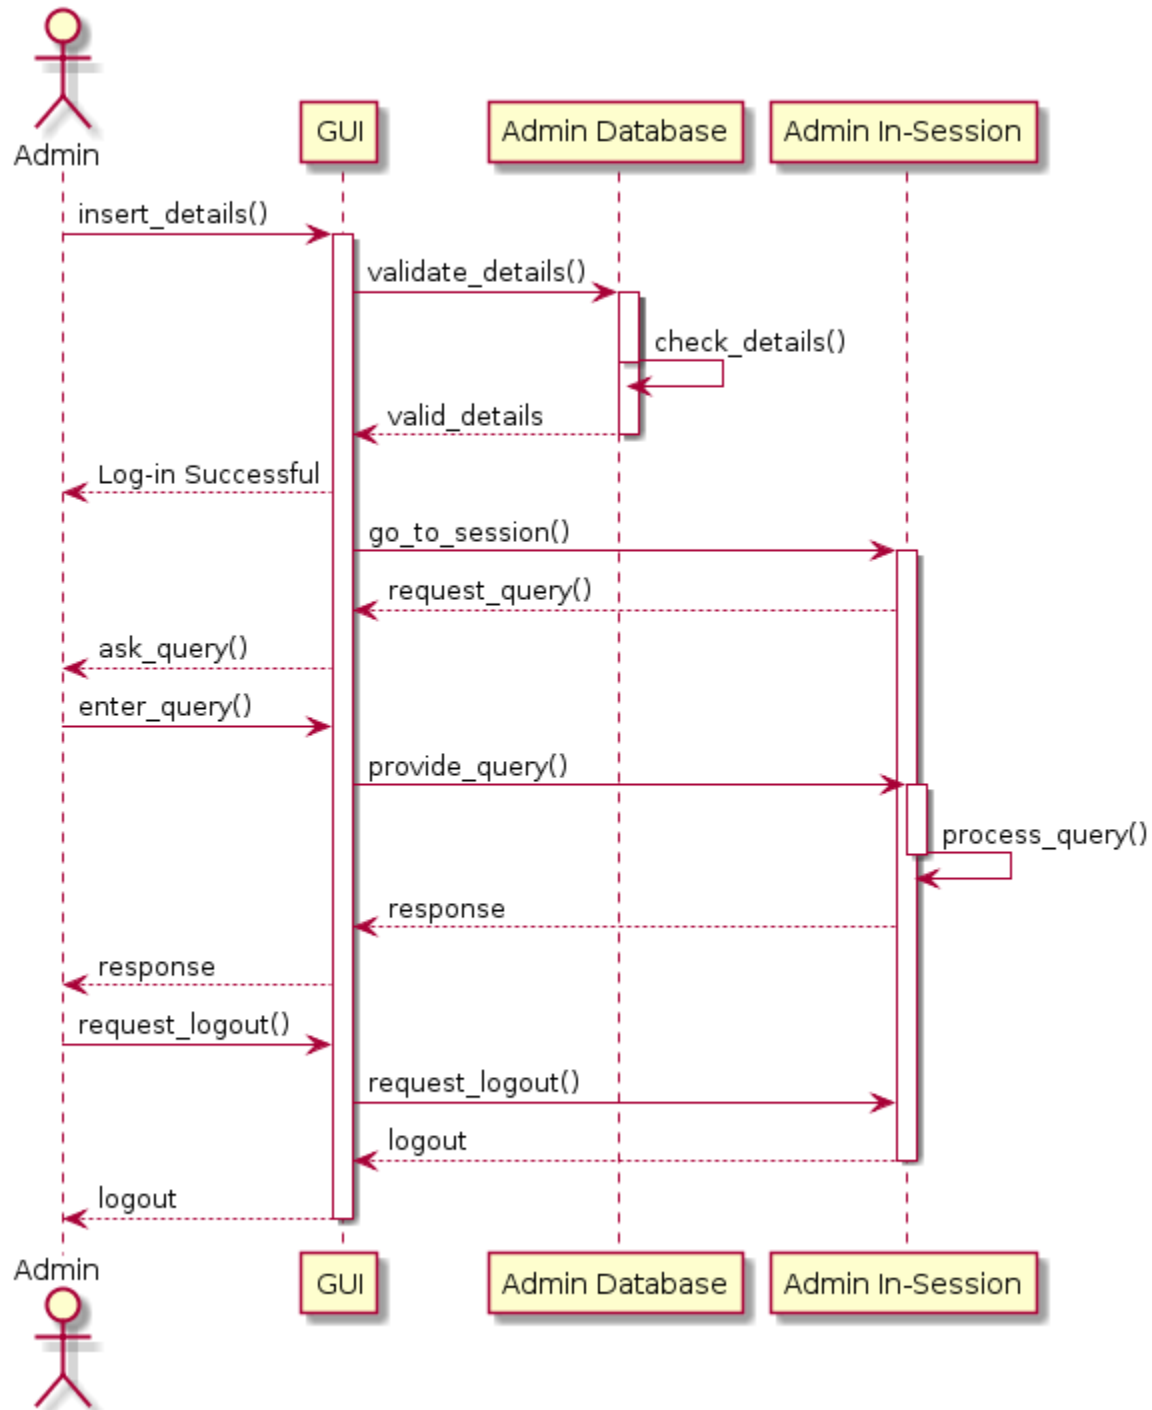 Admin
GUI
Admin Database
Admin In-Session
insert_details()
validate_details()
check_details()
valid_details
Log-in Successful
go_to_session()
request_query()
ask_query()
enter_query()
provide_query()
process_query()
response
response
request_logout()
request_logout()
logout
logout
Admin
GUI
Admin Database
Admin In-Session